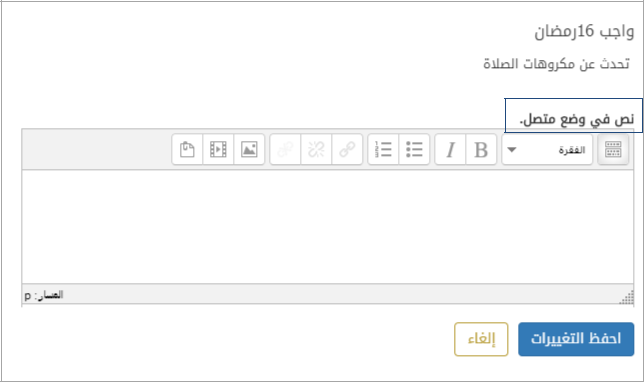 واجب 16رمضان
تحدث عن مكروهات الصلاة
نص في وضع متصل.
الفقرة
B I
المسار: p
احفظ التغييرات
إلغاء